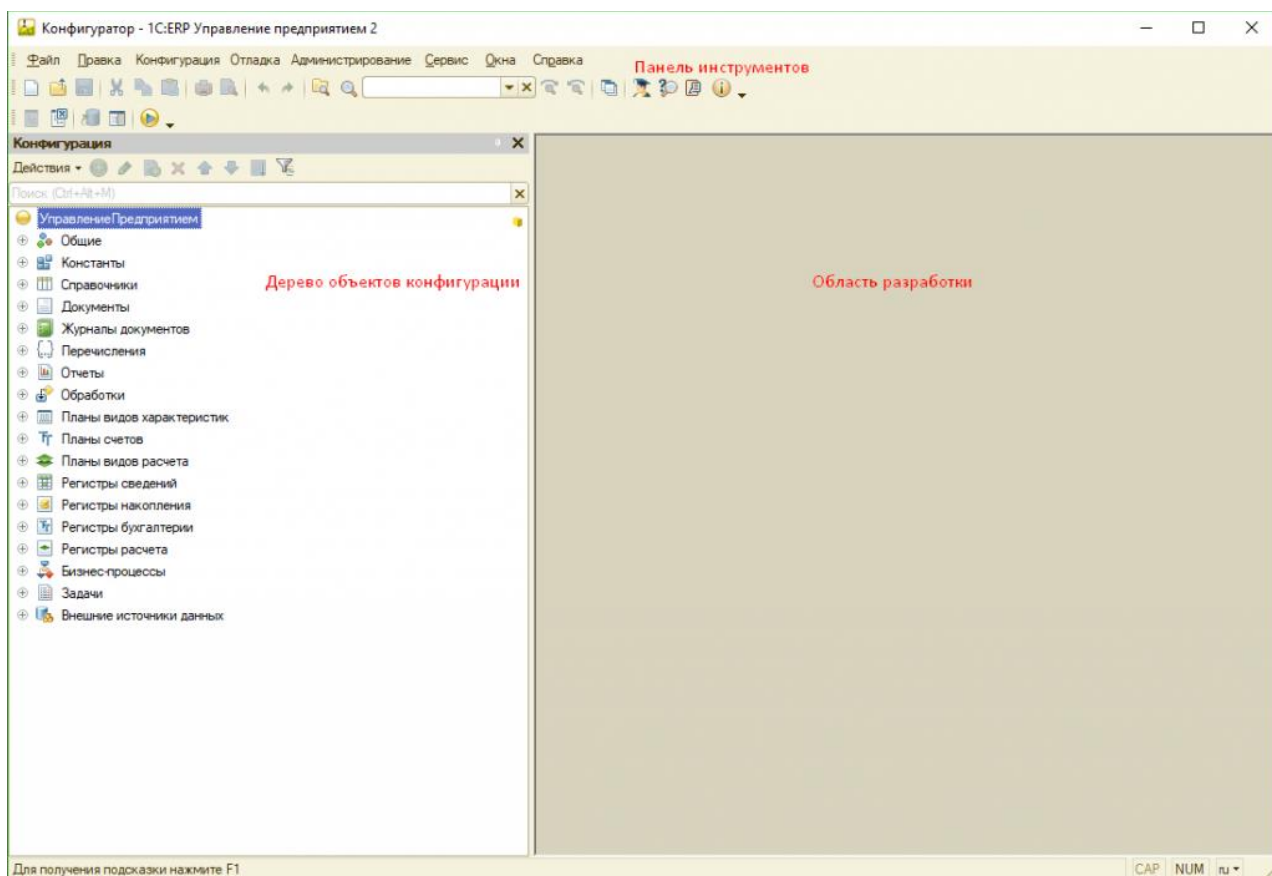 Конфигуратор - 1С:ERP Управление предприятием 2
Файл Правка Конфигурация Отладка Администрирование Сервис Окна Справка
Панель инструментов
Конфигурация
Действия
Поиск (Ctrl+Alt+M)
УправлениеПредприятием
Общие
Константы
Справочники
Дерево объектов конфигурации
Область разработки
Документы
Журналы документов
Перечисления
Отчеты
Обработки
Планы видов характеристик
Планы счетов
Планы видов расчета
Регистры сведений
Регистры накопления
Регистры бухгалтерии
Регистры расчета
Бизнес-процессы
Задачи
Внешние источники данных
Для получения подсказки нажмите F1
CAP NUM ru